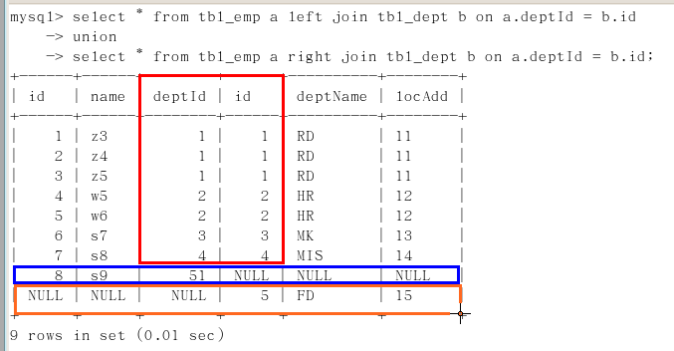 mysql> select * from tbl_emp a left join tbl_dept b on a.deptId = b.id
-> union
-> select * from tbl_emp a right join tbl_dept b on a.deptId = b.id;
+------+------+--------+------+----------+--------+
| id | name | deptId | id | deptName | locAdd |
+------+------+--------+------+----------+--------+
| 1 | z3 | 1 | 1 | RD | 11 |
| 2 | z4 | 1 | 1 | RD | 11 |
| 3 | z5 | 1 | 1 | RD | 11 |
| 4 | w5 | 2 | 2 | HR | 12 |
| 5 | w6 | 2 | 2 | HR | 12 |
| 6 | s7 | 3 | 3 | MK | 13 |
| 7 | s8 | 4 | 4 | MIS | 14 |
| 8 | s9 | 51 | NULL | NULL | NULL |
| NULL | NULL | NULL | 5 | FD | 15 |
9 rows in set (0.01 sec)